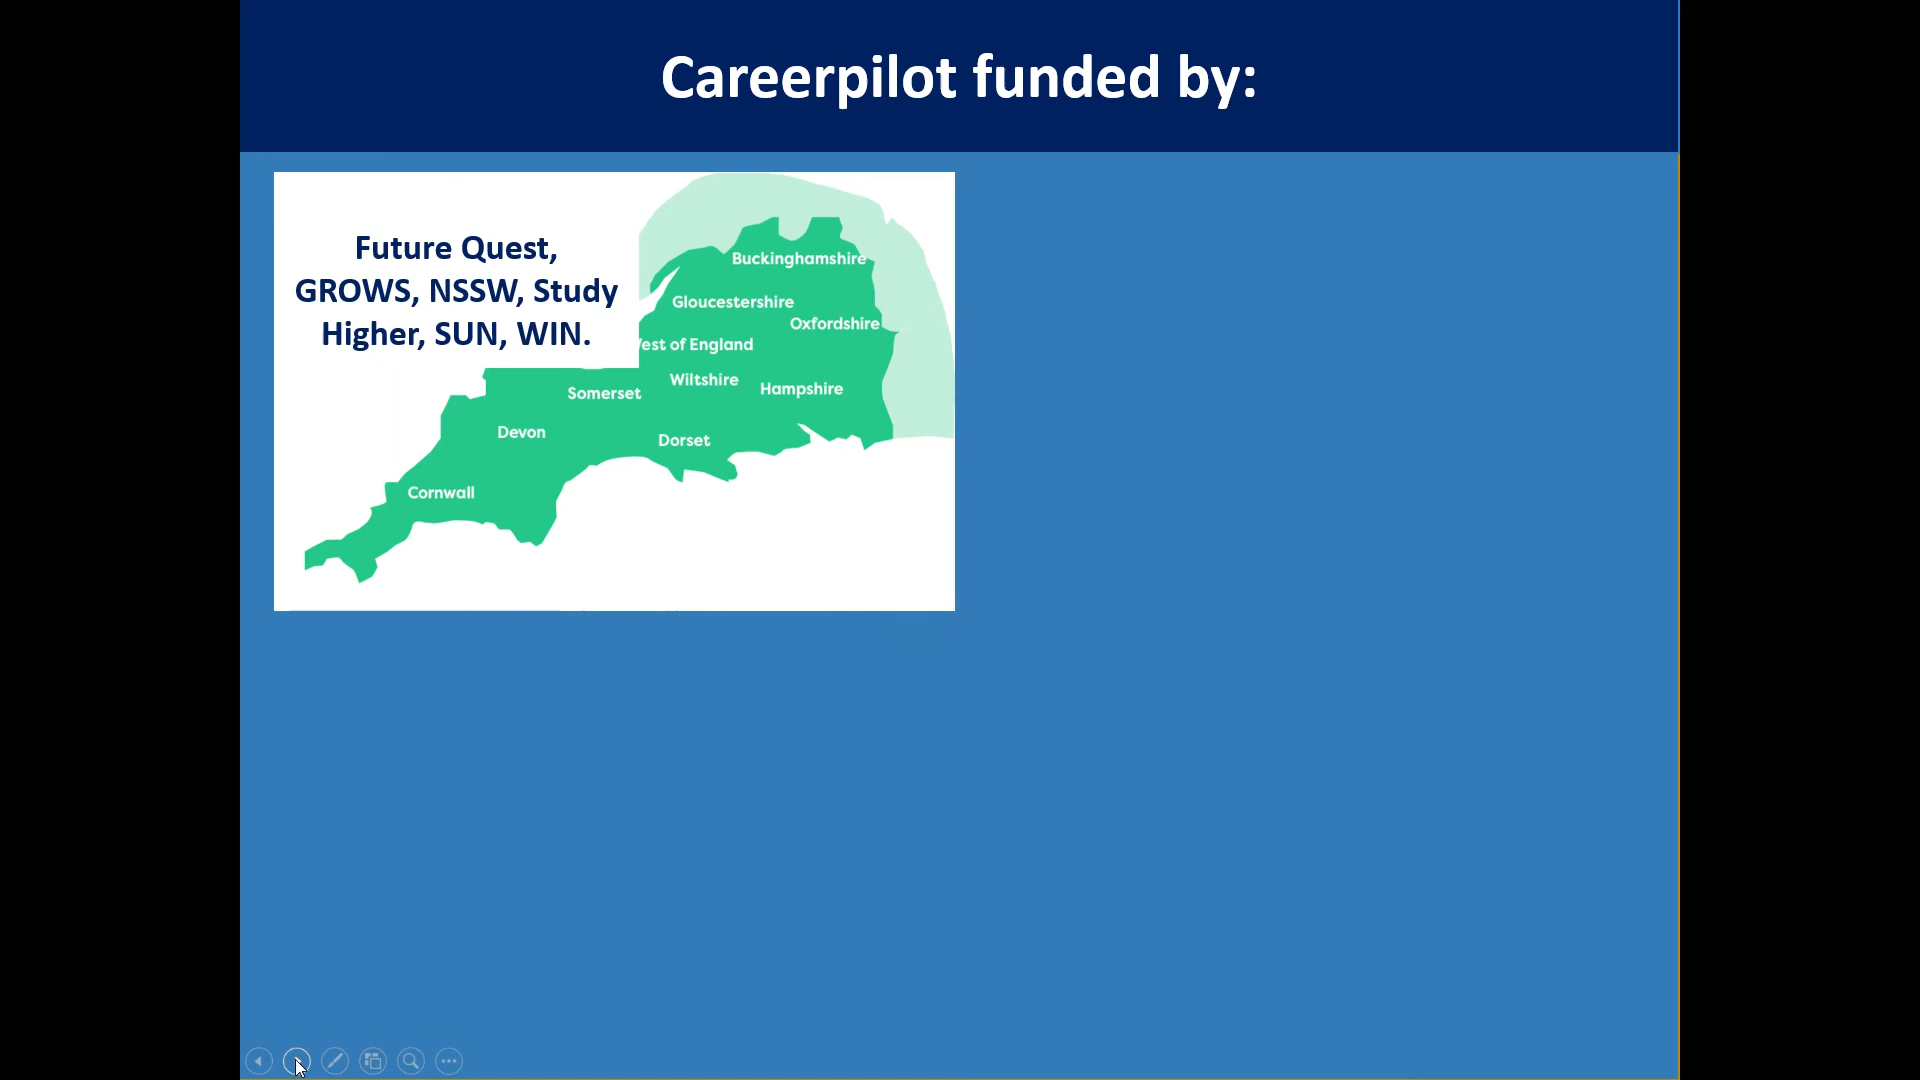 Careerpilot funded by:
Future Quest,
GROWS, NSSW, Study
Higher, SUN, WIN.
Buckinghamshire
Gloucestershire
Oxfordshire
est of England
Wiltshire
Hampshire
Somerset
Devon
Dorset
Cornwall